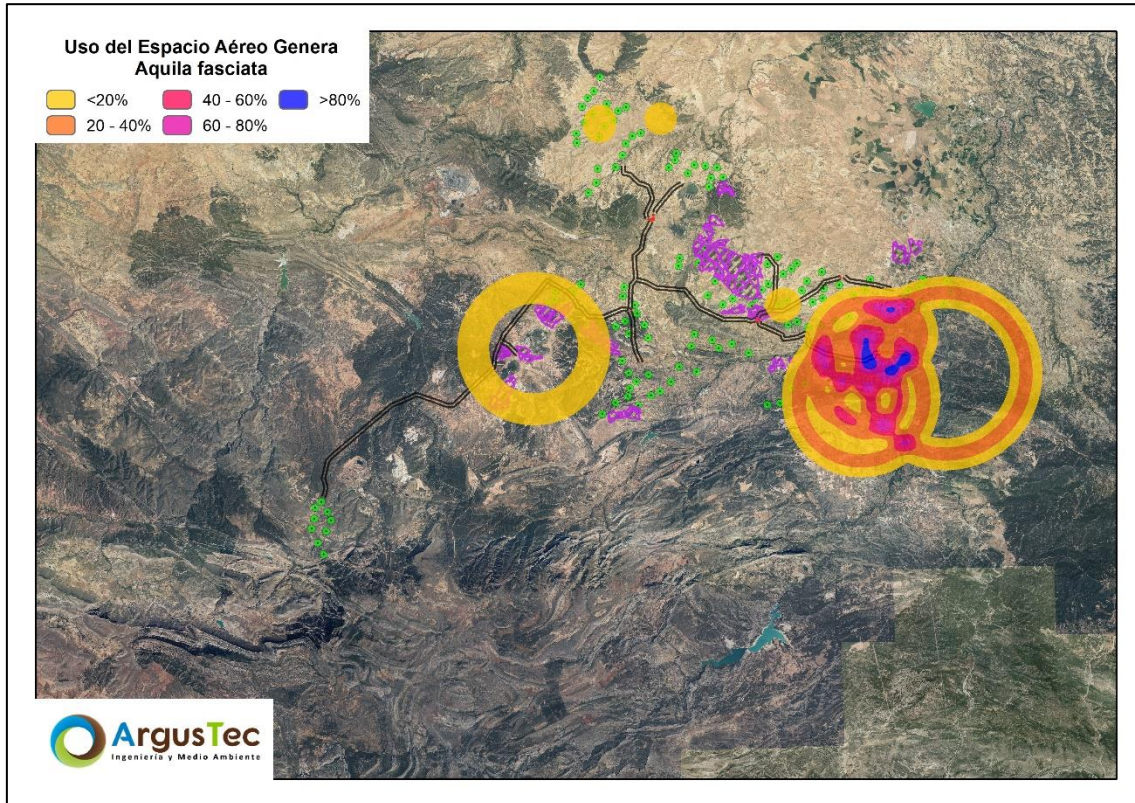 Uso del Espacio Aéreo Genera
Aquila fasciata
<20% 40 - 60% >80%
20 - 40% 60 - 80%
ArgusTec
Ingeniería y Medio Ambiente